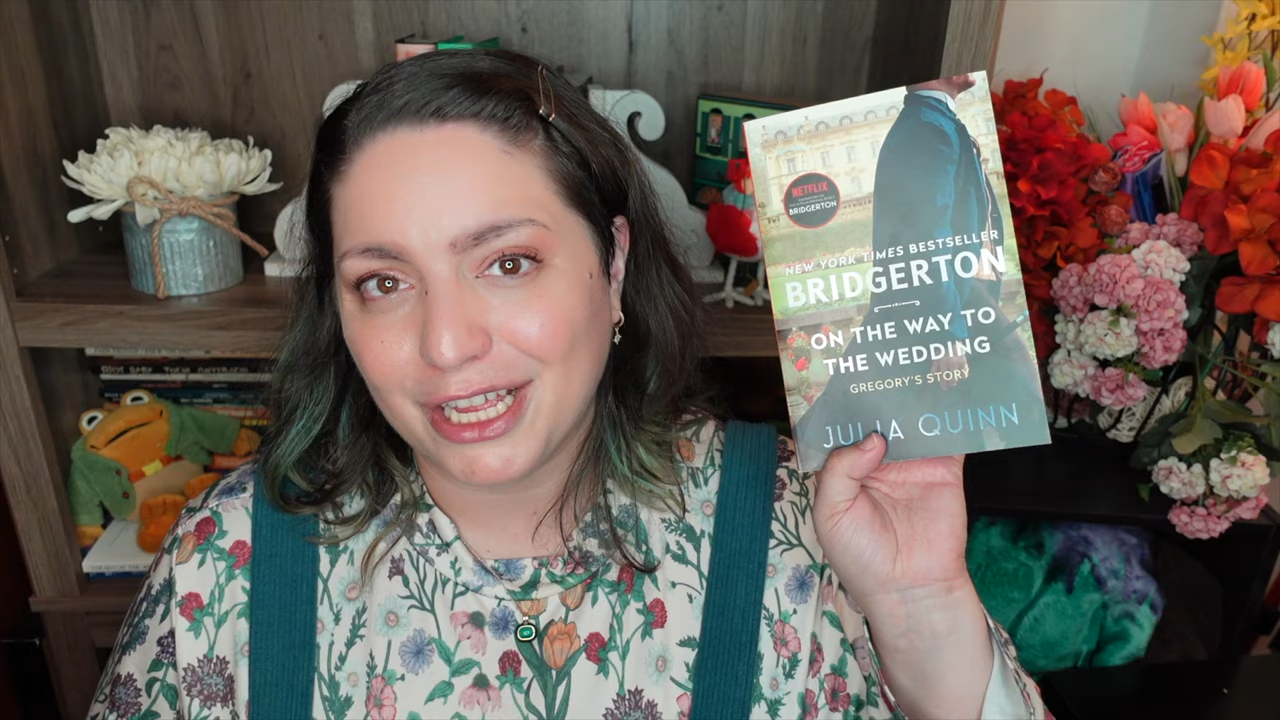 NETFLIX
BRIDGERTON
NEW YORK TIMES BESTSELLER
BRIDGERTON
ON THE WAY TO
THE WEDDING
GREGORY'S STORY
JULIA QUINN